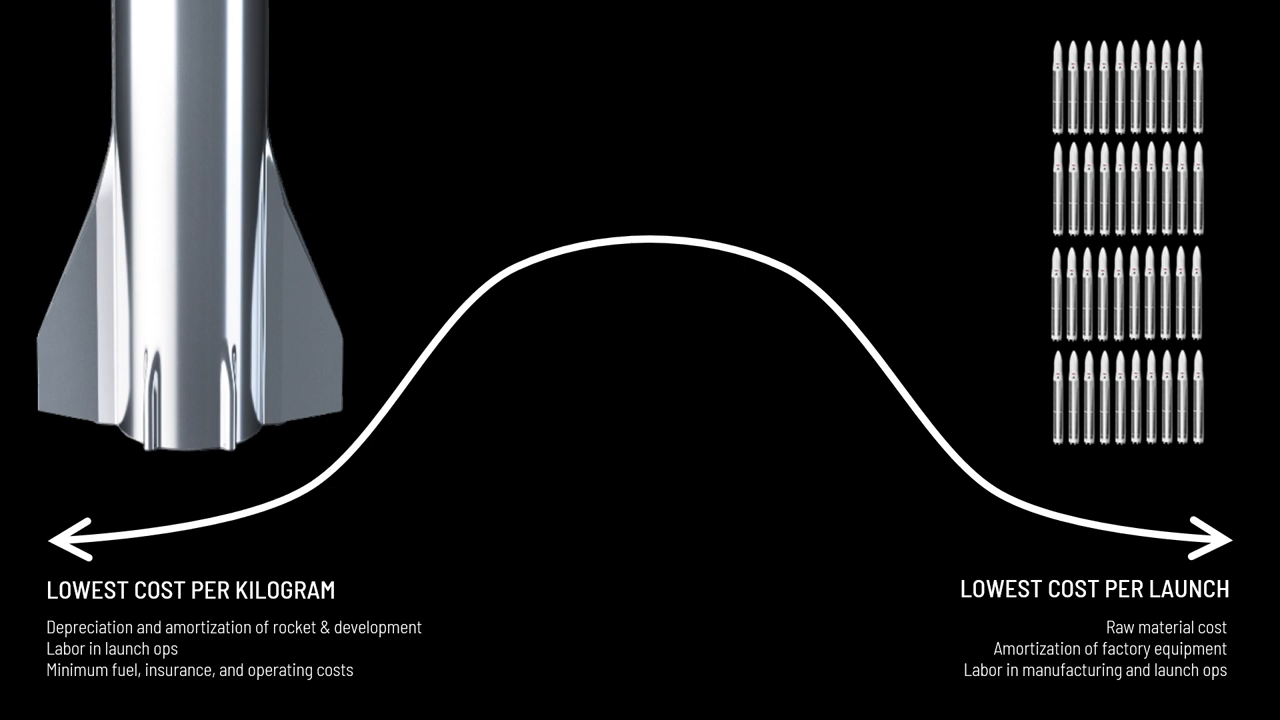 LOWEST COST PER KILOGRAM
Depreciation and amortization of rocket & development
Labor in launch ops
Minimum fuel, insurance, and operating costs
LOWEST COST PER LAUNCH
Raw material cost
Amortization of factory equipment
Labor in manufacturing and launch ops